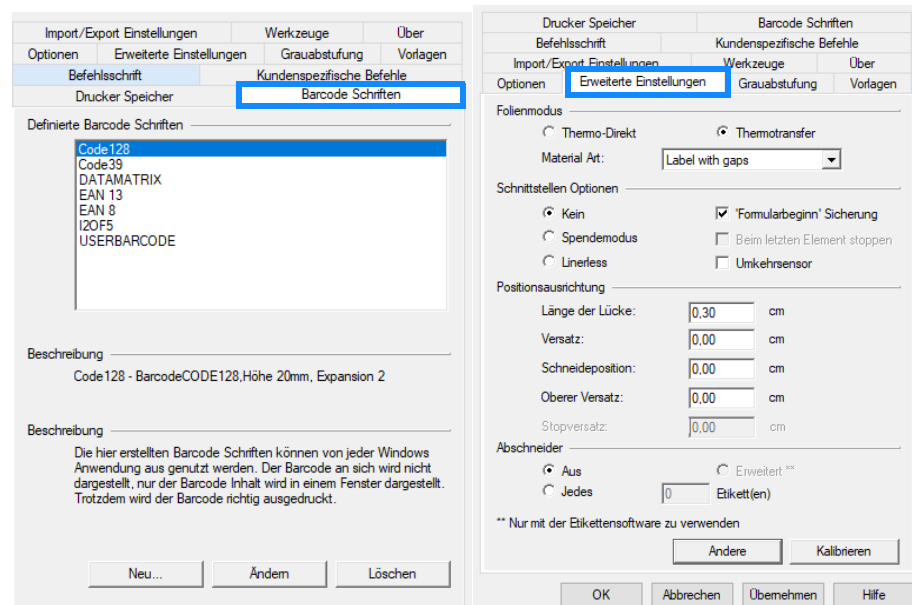 Import/Export Einstellungen Werkzeuge Über
Optionen Erweiterte Einstellungen Grauabstufung Vorlagen
Befehlsschrift Kundenspezifische Befehle
Drucker Speicher Barcode Schriften
Definierte Barcode Schriften
Code128
Code39
DATAMATRIX
EAN 13
EAN 8
I2OF5
USERBARCODE
Beschreibung
Code128 - BarcodeCODE128,Höhe 20mm, Expansion 2
Beschreibung
Die hier erstellten Barcode Schriften können von jeder Windows
Anwendung aus genutzt werden. Der Barcode an sich wird nicht
dargestellt, nur der Barcode Inhalt wird in einem Fenster dargestellt.
Trotzdem wird der Barcode richtig ausgedruckt.
Neu... Ändern Löschen
Drucker Speicher Barcode Schriften
Befehlsschrift Kundenspezifische Befehle
Import/Export Einstellungen Werkzeuge Über
Optionen Erweiterte Einstellungen Grauabstufung Vorlagen
Folienmodus
Thermo-Direkt Thermotransfer
Material Art: Label with gaps
Schnittstellen Optionen
Kein 'Formularbeginn' Sicherung
Spendemodus Beim letzten Element stoppen
Linerless Umkehrsensor
Positionsausrichtung
Länge der Lücke: 0,30 cm
Versatz: 0,00 cm
Schneideposition: 0,00 cm
Oberer Versatz: 0,00 cm
Stopversatz: 0,00 cm
Abschneider
Aus Erweitert **
Jedes 0 Etikett(en)
** Nur mit der Etikettensoftware zu verwenden
Andere Kalibrieren
OK Abbrechen Übernehmen Hilfe